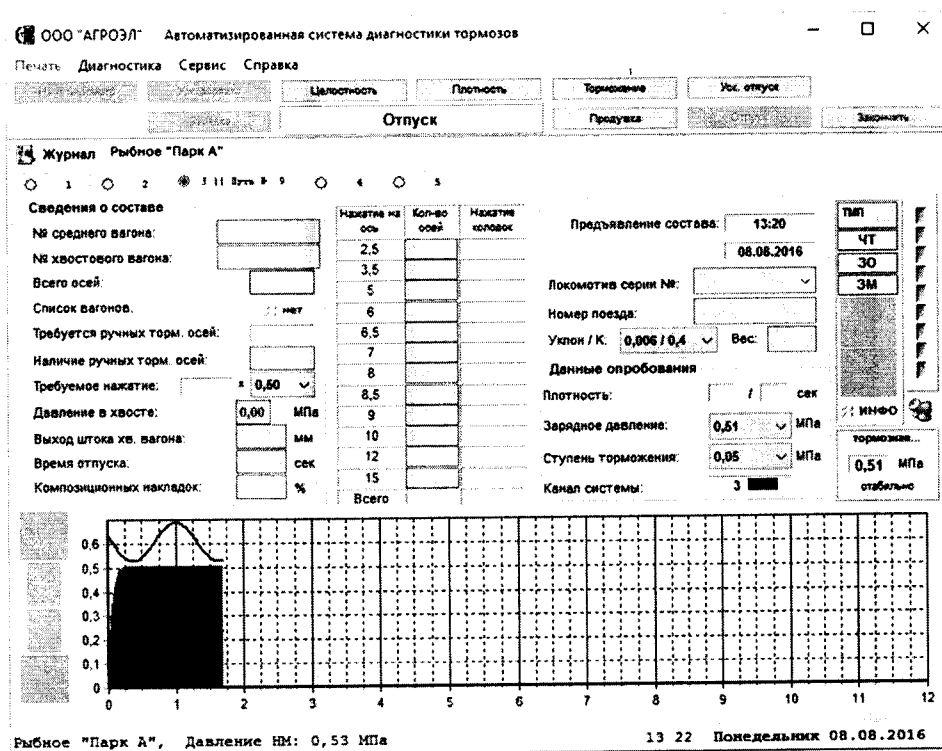 ООО "АГРОЭЛ" Автоматизированная система диагностики тормозов
Печать Диагностика Сервис Справка
Целостность Плотность Торможение Уск. отпуск
Отпуск Продувка Отпуск Закончить
Журнал Рыбное "Парк А"
1 2 3 11 Путь № 9 4 5
Сведения о составе
№ среднего вагона:
№ хвостового вагона:
Всего осей:
Список вагонов. нет
Требуется ручных торм. осей:
Наличие ручных торм. осей:
Требуемое нажатие: * 0,50
Давление в хвосте: 0,00 МПа
Выход штока хв. вагона: мм
Время отпуска: сек
Композиционных накладок: %
Нажатие на ось Кол-во осей Нажатие колодок
2,5
3,5
5
6
6,5
7
8
8,5
9
10
12
15
Всего
Предъявление состава: 13:20
08.08.2016
Локомотив серии №:
Номер поезда:
Уклон / К: 0,006 / 0,4 Вес:
Данные опробования
Плотность: / сек
Зарядное давление: 0,51 МПа
Ступень торможения: 0,05 МПа
Канал системы: 3
ТМП
ЧТ
ЗО
ЗМ
ИНФО
тормозная...
0,51 МПа
стабильно
0,6
0,5
0,4
0,3
0,2
0,1
0
0 1 2 3 4 5 6 7 8 9 10 11 12
Рыбное "Парк А", Давление НМ: 0,53 МПа 13 22 Понедельник 08.08.2016